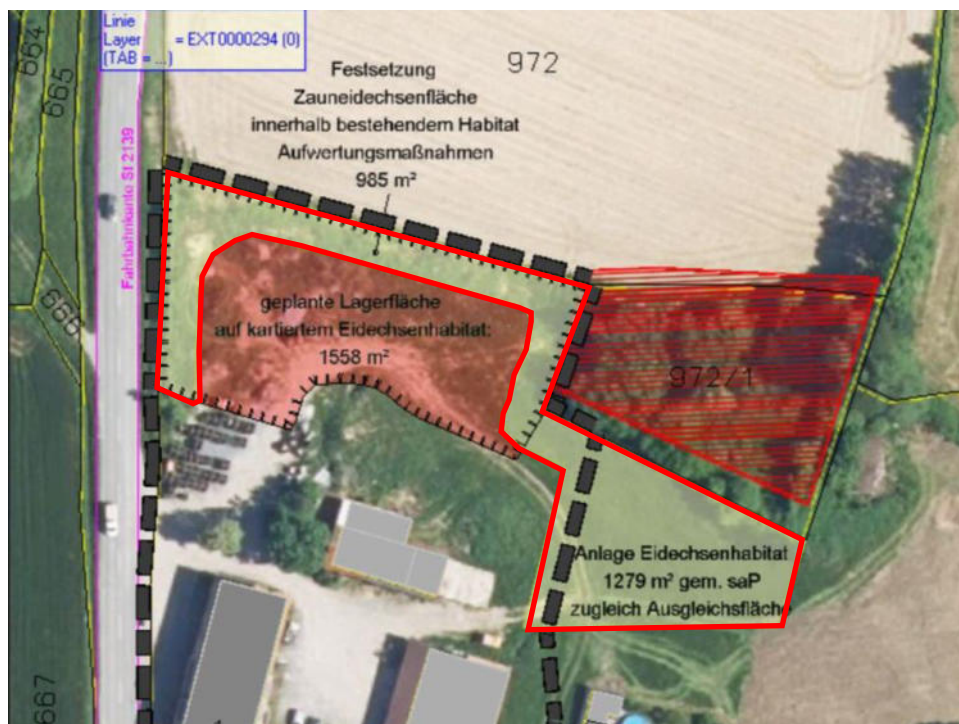 Linie
Layer = EXT0000294 (0)
(TAB = ...)
664
665
972
Festsetzung
Zauneidechsenfläche
innerhalb bestehendem Habitat
Aufwertungsmaßnahmen
985 m²
Fahrbahnkante St 2139
666
geplante Lagerfläche
auf kartiertem Eidechsenhabitat:
1558 m²
972/1
Anlage Eidechsenhabitat
1279 m² gem. saP
zugleich Ausgleichsfläche
667